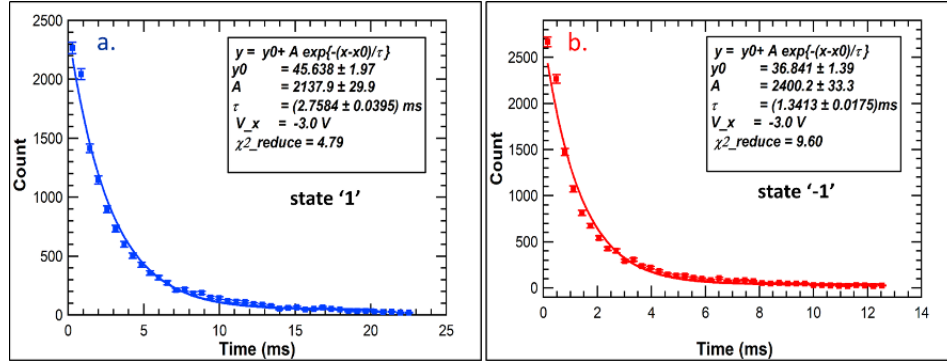 a.
y = y0+ A exp{-(x-x0)/τ}
y0 = 45.638 ± 1.97
A = 2137.9 ± 29.9
τ = (2.7584 ± 0.0395) ms
V_x = -3.0 V
χ2_reduce = 4.79
state ‘1’
Count
2500
2000
1500
1000
500
0
0 5 10 15 20 25
Time (ms)
b.
y = y0+ A exp{-(x-x0)/τ}
y0 = 36.841 ± 1.39
A = 2400.2 ± 33.3
τ = (1.3413 ± 0.0175)ms
V_x = -3.0 V
χ2_reduce = 9.60
state ‘-1’
Count
2500
2000
1500
1000
500
0
0 2 4 6 8 10 12 14
Time (ms)